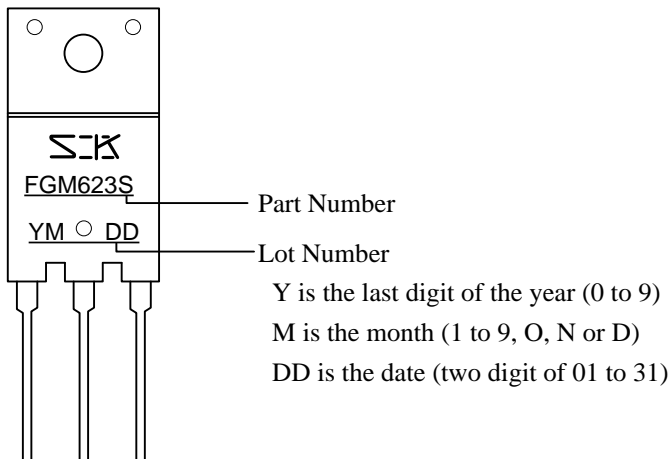 SK
FGM623S
Part Number
YM DD
Lot Number
Y is the last digit of the year (0 to 9)
M is the month (1 to 9, O, N or D)
DD is the date (two digit of 01 to 31)